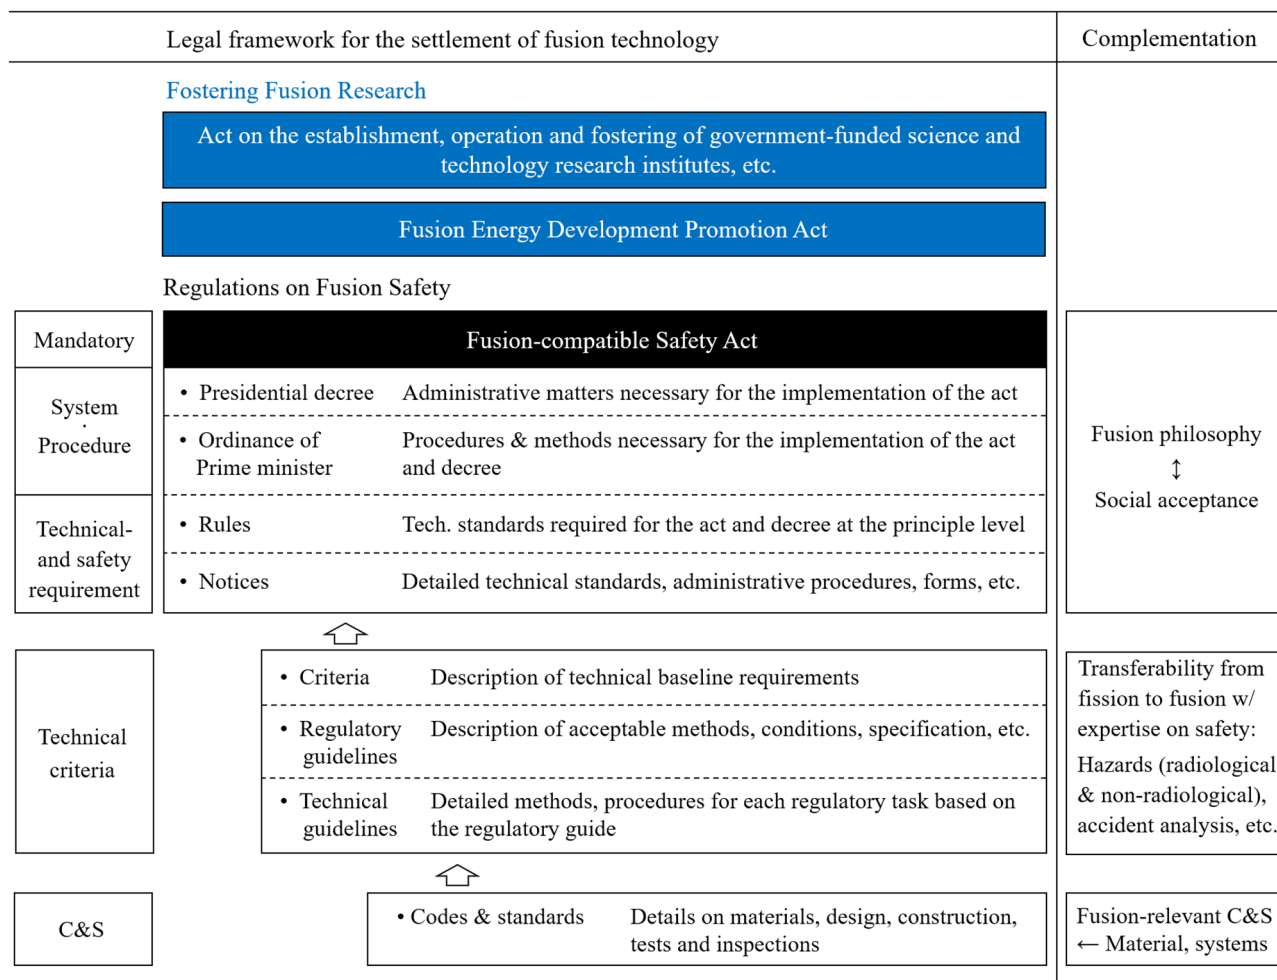 Legal framework for the settlement of fusion technology
Complementation
Fostering Fusion Research
Act on the establishment, operation and fostering of government-funded science and
technology research institutes, etc.
Fusion Energy Development Promotion Act
Regulations on Fusion Safety
Mandatory
Fusion-compatible Safety Act
System
·
Procedure
• Presidential decree Administrative matters necessary for the implementation of the act
• Ordinance of Procedures & methods necessary for the implementation of the act
Prime minister and decree
Technical-
and safety
requirement
• Rules Tech. standards required for the act and decree at the principle level
• Notices Detailed technical standards, administrative procedures, forms, etc.
Fusion philosophy
↕
Social acceptance
Technical
criteria
• Criteria Description of technical baseline requirements
• Regulatory Description of acceptable methods, conditions, specification, etc.
guidelines
• Technical Detailed methods, procedures for each regulatory task based on
guidelines the regulatory guide
Transferability from
fission to fusion w/
expertise on safety:
Hazards (radiological
& non-radiological),
accident analysis, etc.
C&S
• Codes & standards Details on materials, design, construction,
tests and inspections
Fusion-relevant C&S
← Material, systems